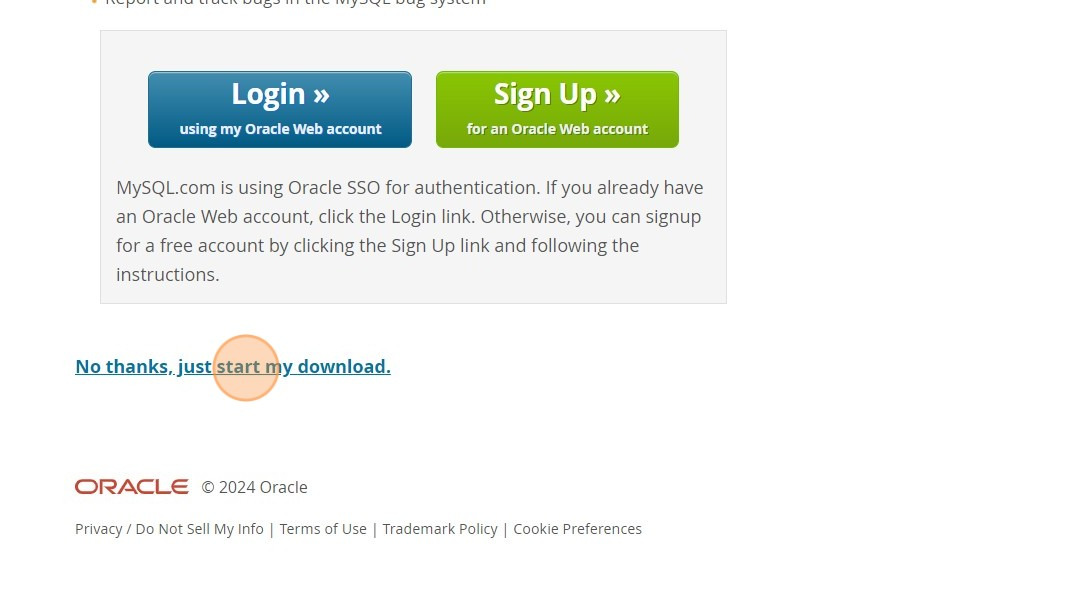 Report and track bugs in the MySQL bug system
Login »
using my Oracle Web account
Sign Up »
for an Oracle Web account
MySQL.com is using Oracle SSO for authentication. If you already have
an Oracle Web account, click the Login link. Otherwise, you can signup
for a free account by clicking the Sign Up link and following the
instructions.
No thanks, just start my download.
ORACLE © 2024 Oracle
Privacy / Do Not Sell My Info | Terms of Use | Trademark Policy | Cookie Preferences